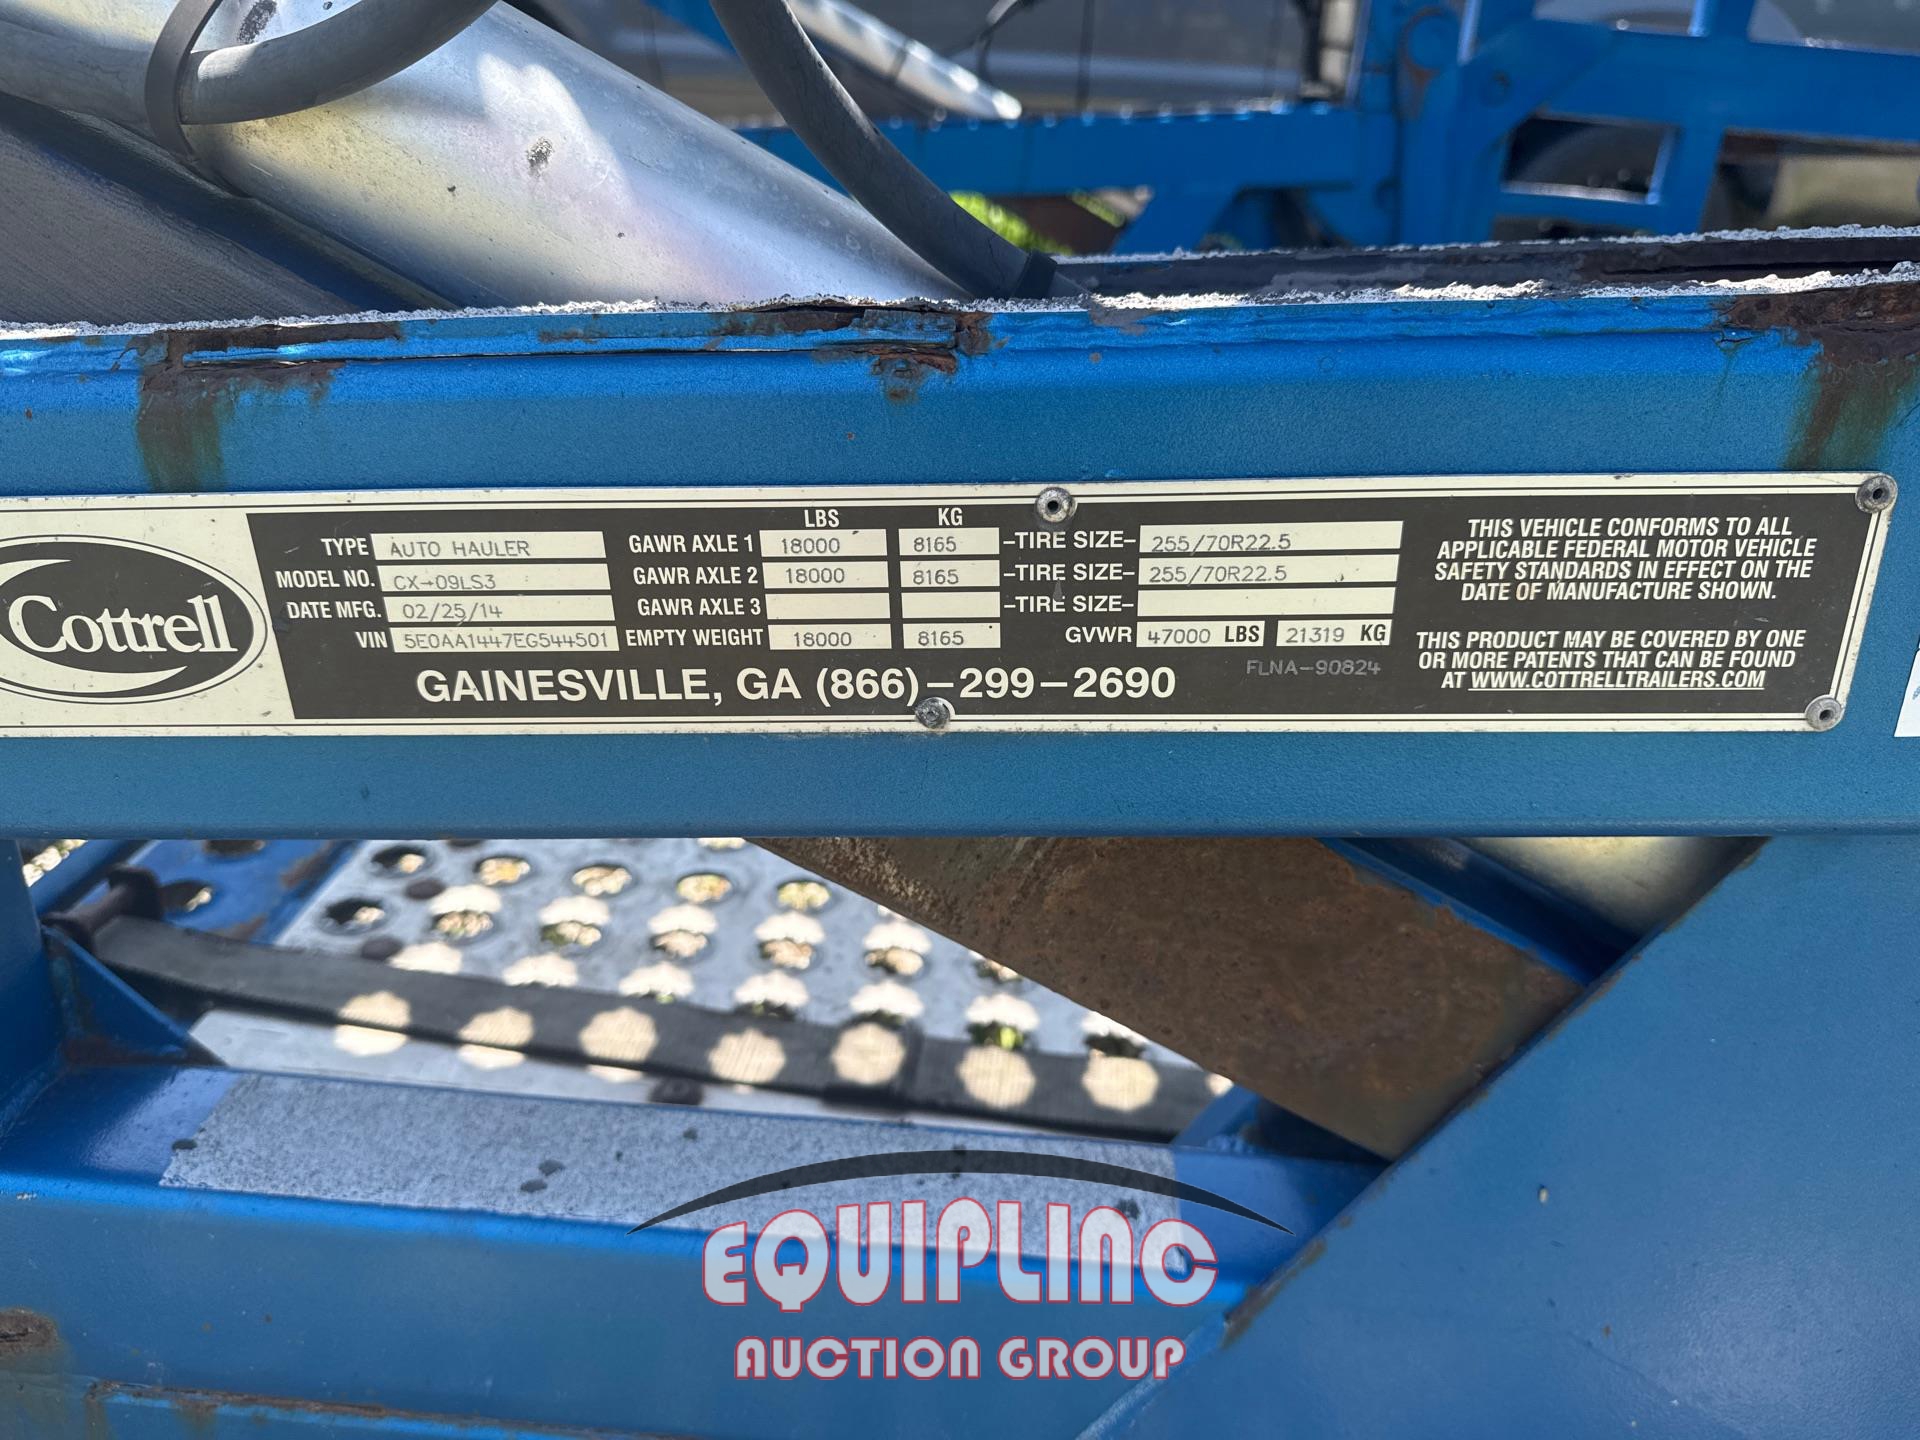 Cottrell
LBS KG
TYPE AUTO HAULER GAWR AXLE 1 18000 8165 -TIRE SIZE- 255/70R22.5
MODEL NO. CX-09LS3 GAWR AXLE 2 18000 8165 -TIRE SIZE- 255/70R22.5
DATE MFG. 02/25/14 GAWR AXLE 3 -TIRE SIZE-
VIN 5E0AA1447EG544501 EMPTY WEIGHT 18000 8165 GVWR 47000 LBS 21319 KG
GAINESVILLE, GA (866)-299-2690
FLNA-90824
THIS VEHICLE CONFORMS TO ALL
APPLICABLE FEDERAL MOTOR VEHICLE
SAFETY STANDARDS IN EFFECT ON THE
DATE OF MANUFACTURE SHOWN.
THIS PRODUCT MAY BE COVERED BY ONE
OR MORE PATENTS THAT CAN BE FOUND
AT WWW.COTTRELLTRAILERS.COM
EQUIPLINC
AUCTION GROUP